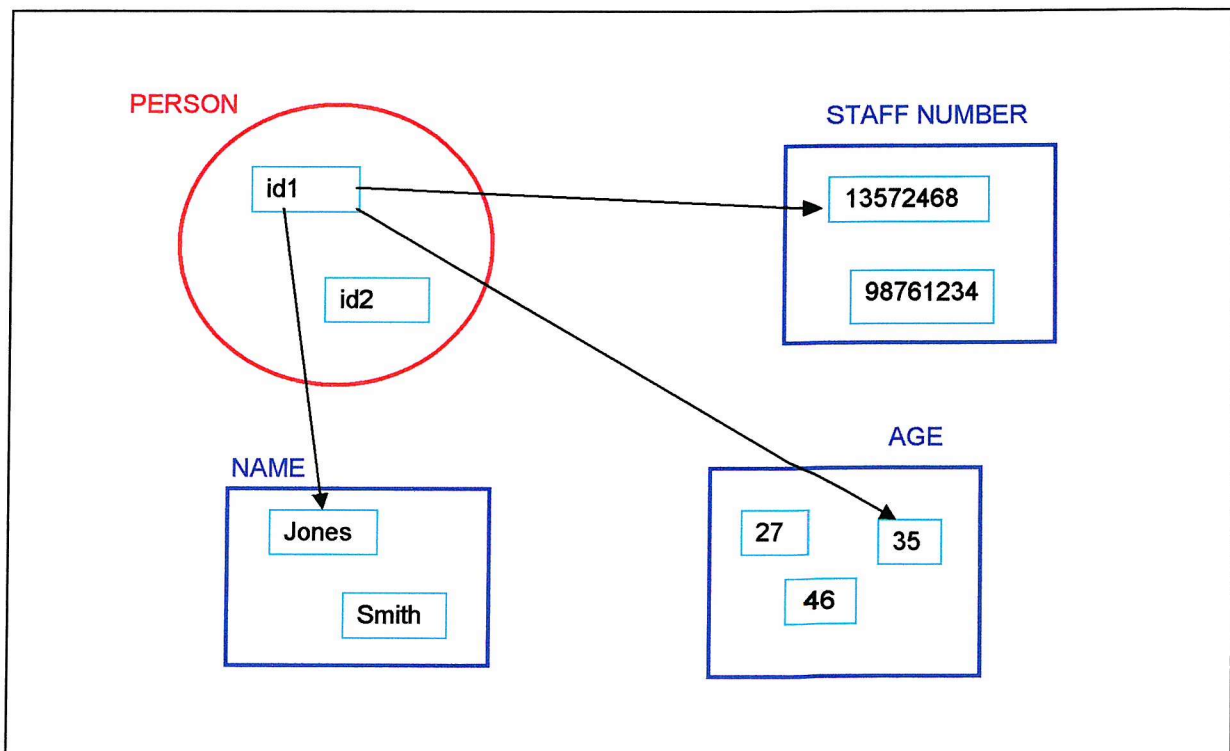 PERSON
STAFF NUMBER
id1
13572468
id2
98761234
NAME
AGE
Jones
27
35
Smith
46